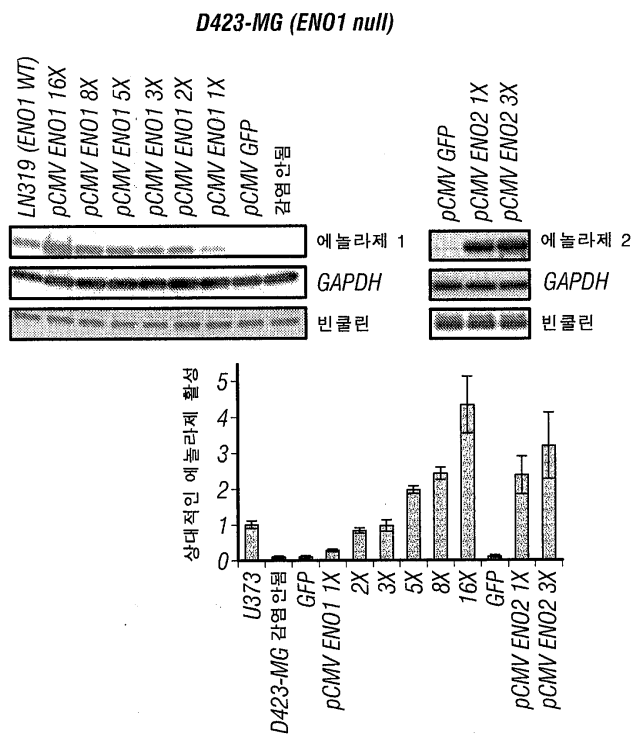 D423-MG (ENO1 null)
LN319 (ENO1 WT)
pCMV ENO1 16X
pCMV ENO1 8X
pCMV ENO1 5X
pCMV ENO1 3X
pCMV ENO1 2X
pCMV ENO1 1X
pCMV GFP
감염안됨
pCMV GFP
pCMV ENO2 1X
pCMV ENO2 3X
에놀라제 1
GAPDH
빈쿨린
에놀라제 2
GAPDH
빈쿨린
상대적인 에놀라제 활성
5
4
3
2
1
0
U373
D423-MG 감염안됨
GFP
pCMV ENO1 1X
2X
3X
5X
8X
16X
GFP
pCMV ENO2 1X
pCMV ENO2 3X